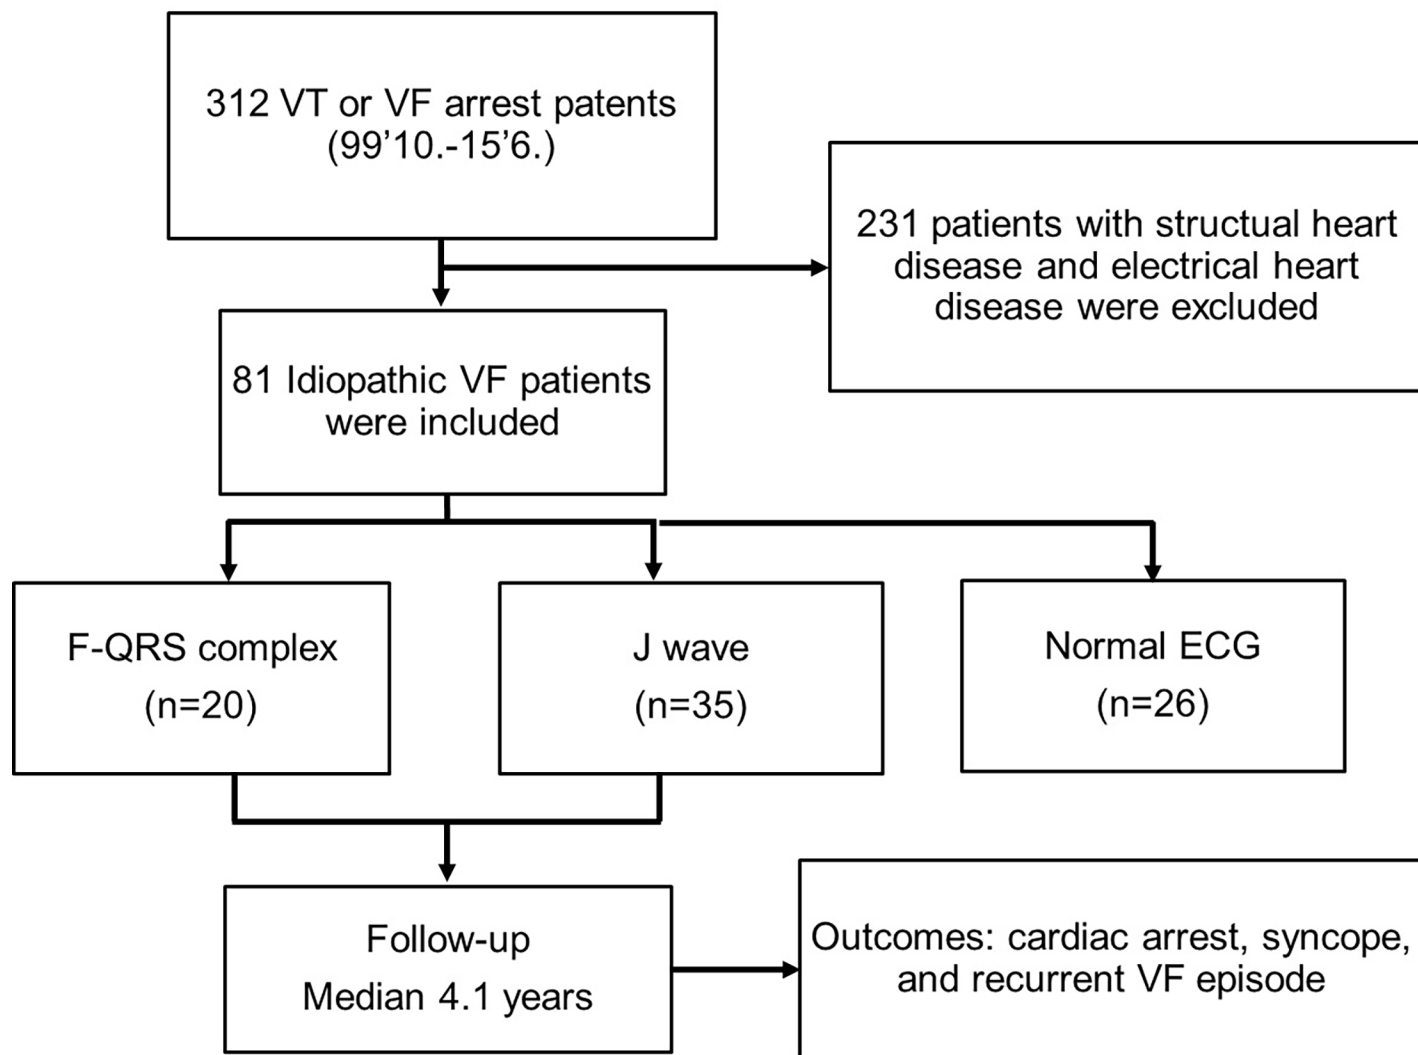 312 VT or VF arrest patents
(99’10.-15’6.)
231 patients with structual heart
disease and electrical heart
disease were excluded
81 Idiopathic VF patients
were included
F-QRS complex
(n=20)
J wave
(n=35)
Normal ECG
(n=26)
Follow-up
Median 4.1 years
Outcomes: cardiac arrest, syncope,
and recurrent VF episode